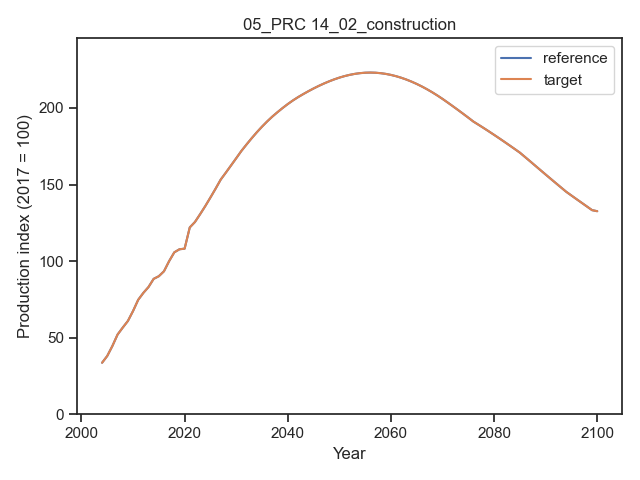 05_PRC 14_02_construction
reference
target
Production index (2017 = 100)
200
150
100
50
0
2000
2020
2040
2060
2080
2100
Year